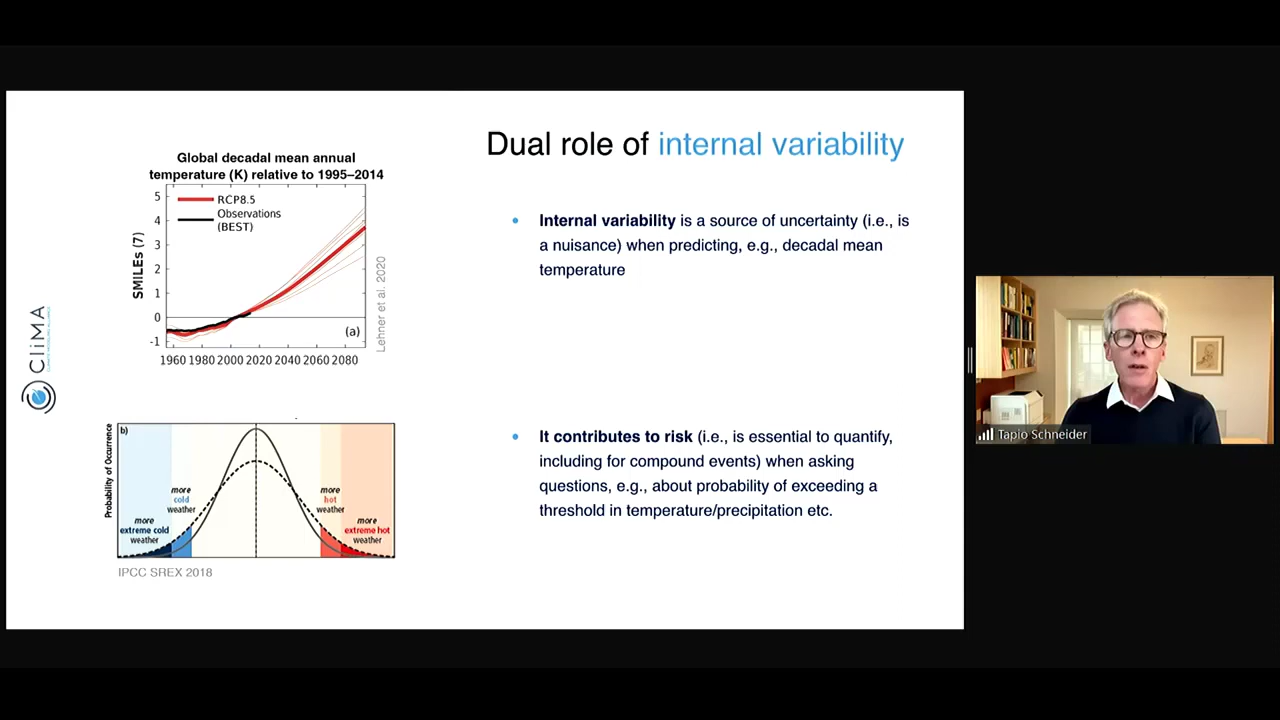 Dual role of internal variability
Global decadal mean annual
temperature (K) relative to 1995–2014
RCP8.5
Observations
(BEST)
SMILEs (7)
5
4
3
2
1
0
-1
(a)
1960 1980 2000 2020 2040 2060 2080
Lehner et al. 2020
• Internal variability is a source of uncertainty (i.e., is
a nuisance) when predicting, e.g., decadal mean
temperature
CliMA
b)
Probability of Occurrence
more
cold
weather
more
extreme cold
weather
more
hot
weather
more
extreme hot
weather
IPCC SREX 2018
• It contributes to risk (i.e., is essential to quantify,
including for compound events) when asking
questions, e.g., about probability of exceeding a
threshold in temperature/precipitation etc.
Tapio Schneider